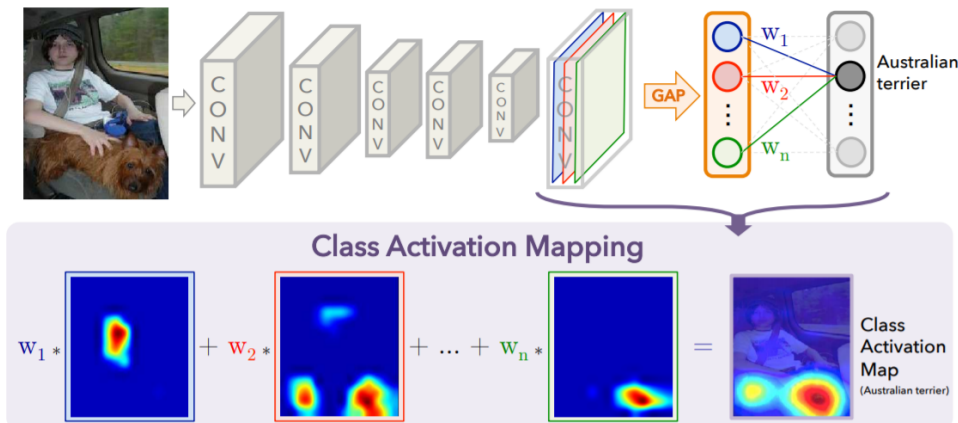 CONV
CONV
CONV
CONV
CONV
CONV
GAP
w1
w2
⋮
wn
⋮
Australian
terrier
Class Activation Mapping
w1 * + w2 * + ... + wn * =
Class
Activation
Map
(Australian terrier)